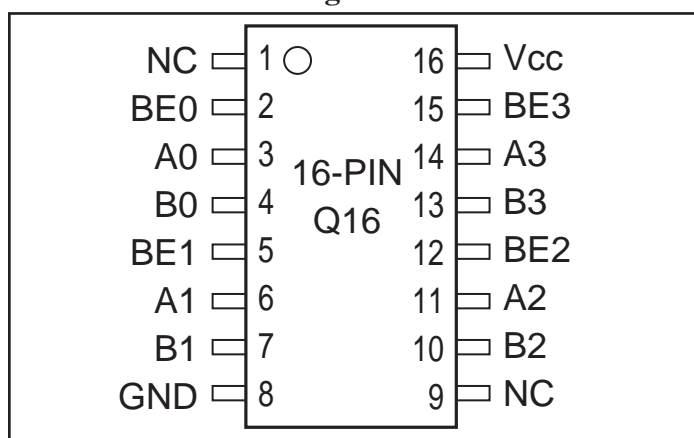 g
NC 1 16 Vcc
BE0 2 15 BE3
A0 3 14 A3
16-PIN
B0 4 13 B3
Q16
BE1 5 12 BE2
A1 6 11 A2
B1 7 10 B2
GND 8 9 NC